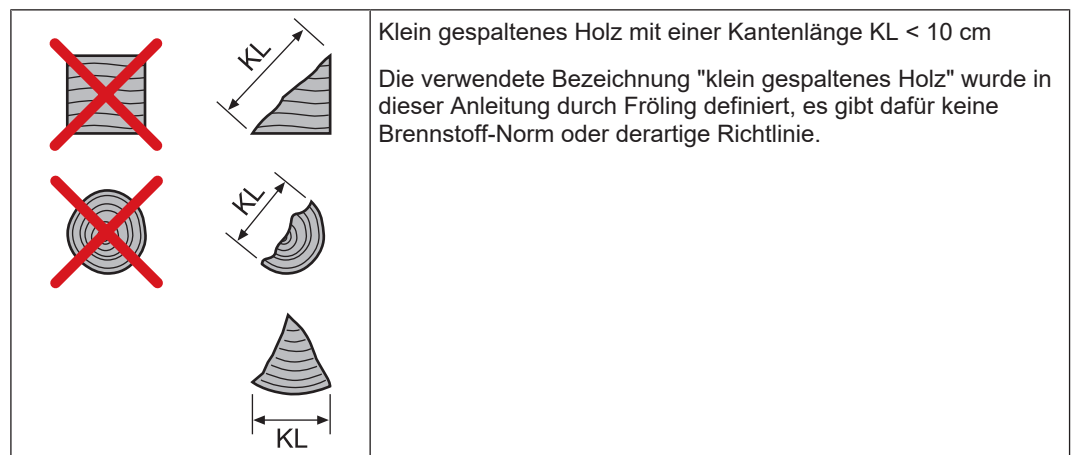 KL
KL
KL
Klein gespaltenes Holz mit einer Kantenlänge KL < 10 cm
Die verwendete Bezeichnung "klein gespaltenes Holz" wurde in
dieser Anleitung durch Fröling definiert, es gibt dafür keine
Brennstoff-Norm oder derartige Richtlinie.